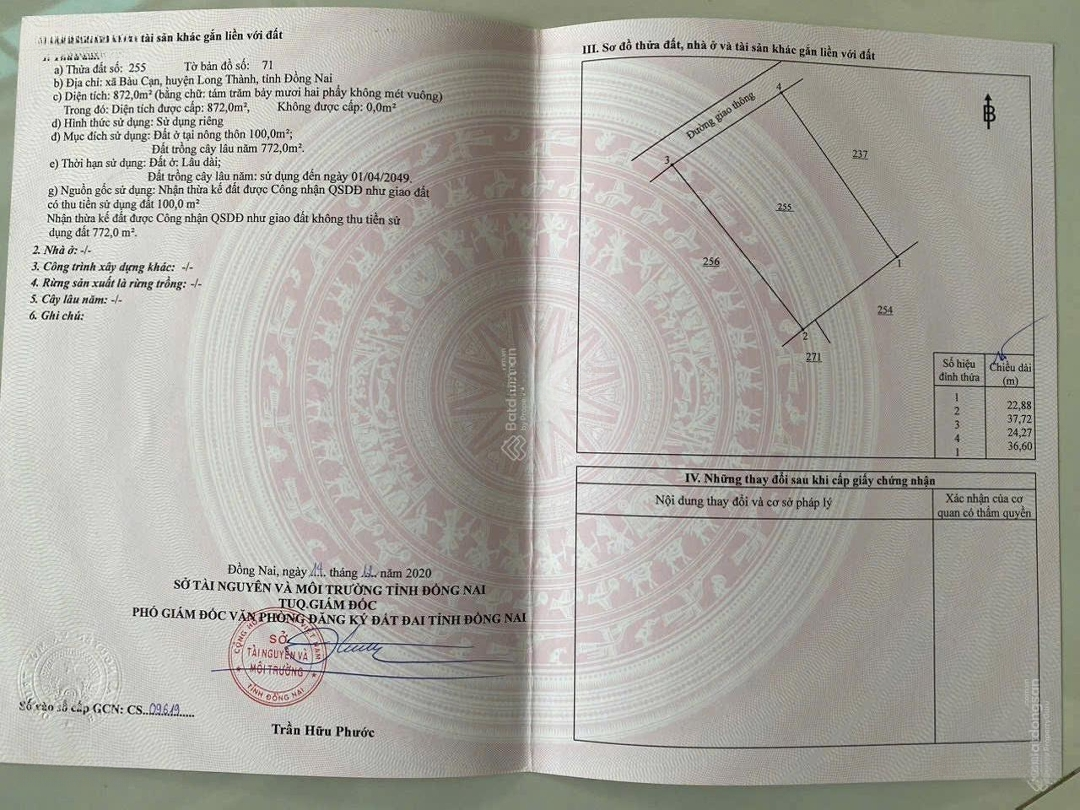 tài sản khác gắn liền với đất
a) Thửa đất số: 255 Tờ bản đồ số: 71
b) Địa chỉ: xã Bàu Cạn, huyện Long Thành, tỉnh Đồng Nai
c) Diện tích: 872,0m² (bằng chữ: tám trăm bảy mươi hai phẩy không mét vuông)
Trong đó: Diện tích được cấp: 872,0m², Không được cấp: 0,0m²
d) Hình thức sử dụng: Sử dụng riêng
đ) Mục đích sử dụng: Đất ở tại nông thôn 100,0m²;
Đất trồng cây lâu năm 772,0m².
e) Thời hạn sử dụng: Đất ở: Lâu dài;
Đất trồng cây lâu năm: sử dụng đến ngày 01/04/2049.
g) Nguồn gốc sử dụng: Nhận thừa kế đất được Công nhận QSDĐ như giao đất
có thu tiền sử dụng đất 100,0 m²
Nhận thừa kế đất được Công nhận QSDĐ như giao đất không thu tiền sử
dụng đất 772,0 m².
2. Nhà ở: -/-
3. Công trình xây dựng khác: -/-
4. Rừng sản xuất là rừng trồng: -/-
5. Cây lâu năm: -/-
6. Ghi chú:
Đồng Nai, ngày tháng 12 năm 2020
SỞ TÀI NGUYÊN VÀ MÔI TRƯỜNG TỈNH ĐỒNG NAI
TUQ.GIÁM ĐỐC
PHÓ GIÁM ĐỐC VĂN PHÒNG ĐĂNG KÝ ĐẤT ĐAI TỈNH ĐỒNG NAI
SỞ
TÀI NGUYÊN VÀ
MÔI TRƯỜNG
TỈNH ĐỒNG NAI
Số vào sổ cấp GCN: CS..09619
Trần Hữu Phước
III. Sơ đồ thửa đất, nhà ở và tài sản khác gắn liền với đất
Đường giao thông
4
3
237
255
256
1
254
2
271
Số hiệu đỉnh thửa Chiều dài (m)
1
22,88
2
37,72
3
24,27
4
36,60
1
IV. Những thay đổi sau khi cấp giấy chứng nhận
Nội dung thay đổi và cơ sở pháp lý
Xác nhận của cơ
quan có thẩm quyền
Batdongsan